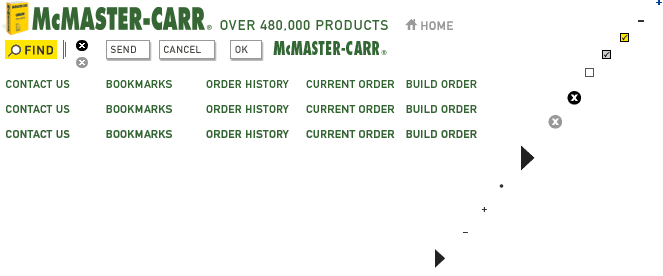 McMASTER-CARR® OVER 480,000 PRODUCTS HOME
FIND SEND CANCEL OK McMASTER-CARR®
CONTACT US BOOKMARKS ORDER HISTORY CURRENT ORDER BUILD ORDER
CONTACT US BOOKMARKS ORDER HISTORY CURRENT ORDER BUILD ORDER
CONTACT US BOOKMARKS ORDER HISTORY CURRENT ORDER BUILD ORDER